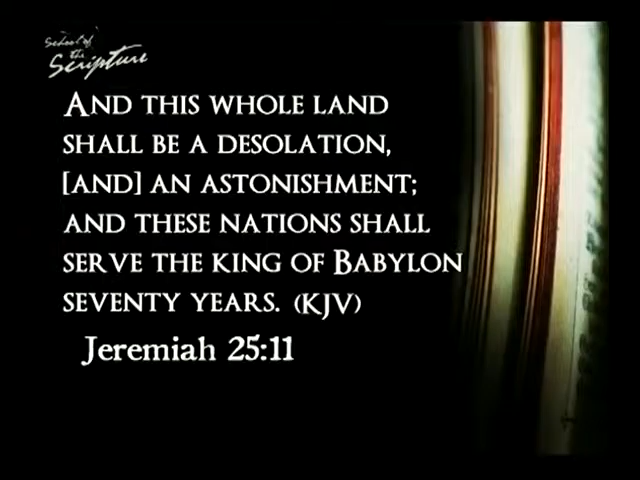 School of
the
Scripture
And this whole land
shall be a desolation,
[and] an astonishment;
and these nations shall
serve the king of Babylon
seventy years. (KJV)
Jeremiah 25:11